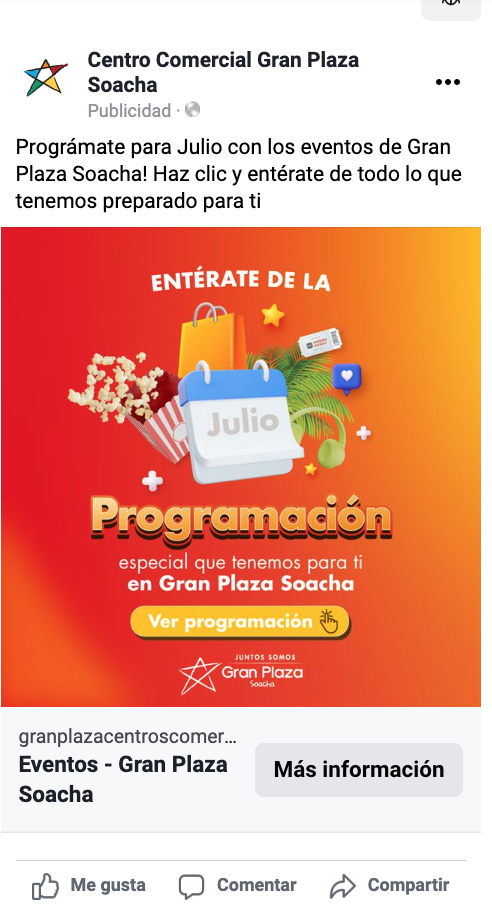 Centro Comercial Gran Plaza
Soacha
Publicidad ·
Prográmate para Julio con los eventos de Gran
Plaza Soacha! Haz clic y entérate de todo lo que
tenemos preparado para ti
ENTÉRATE DE LA
Julio
Programación
especial que tenemos para ti
en Gran Plaza Soacha
Ver programación
JUNTOS SOMOS
Gran Plaza
Soacha
granplazacentroscomer...
Eventos - Gran Plaza
Soacha
Más información
Me gusta
Comentar
Compartir